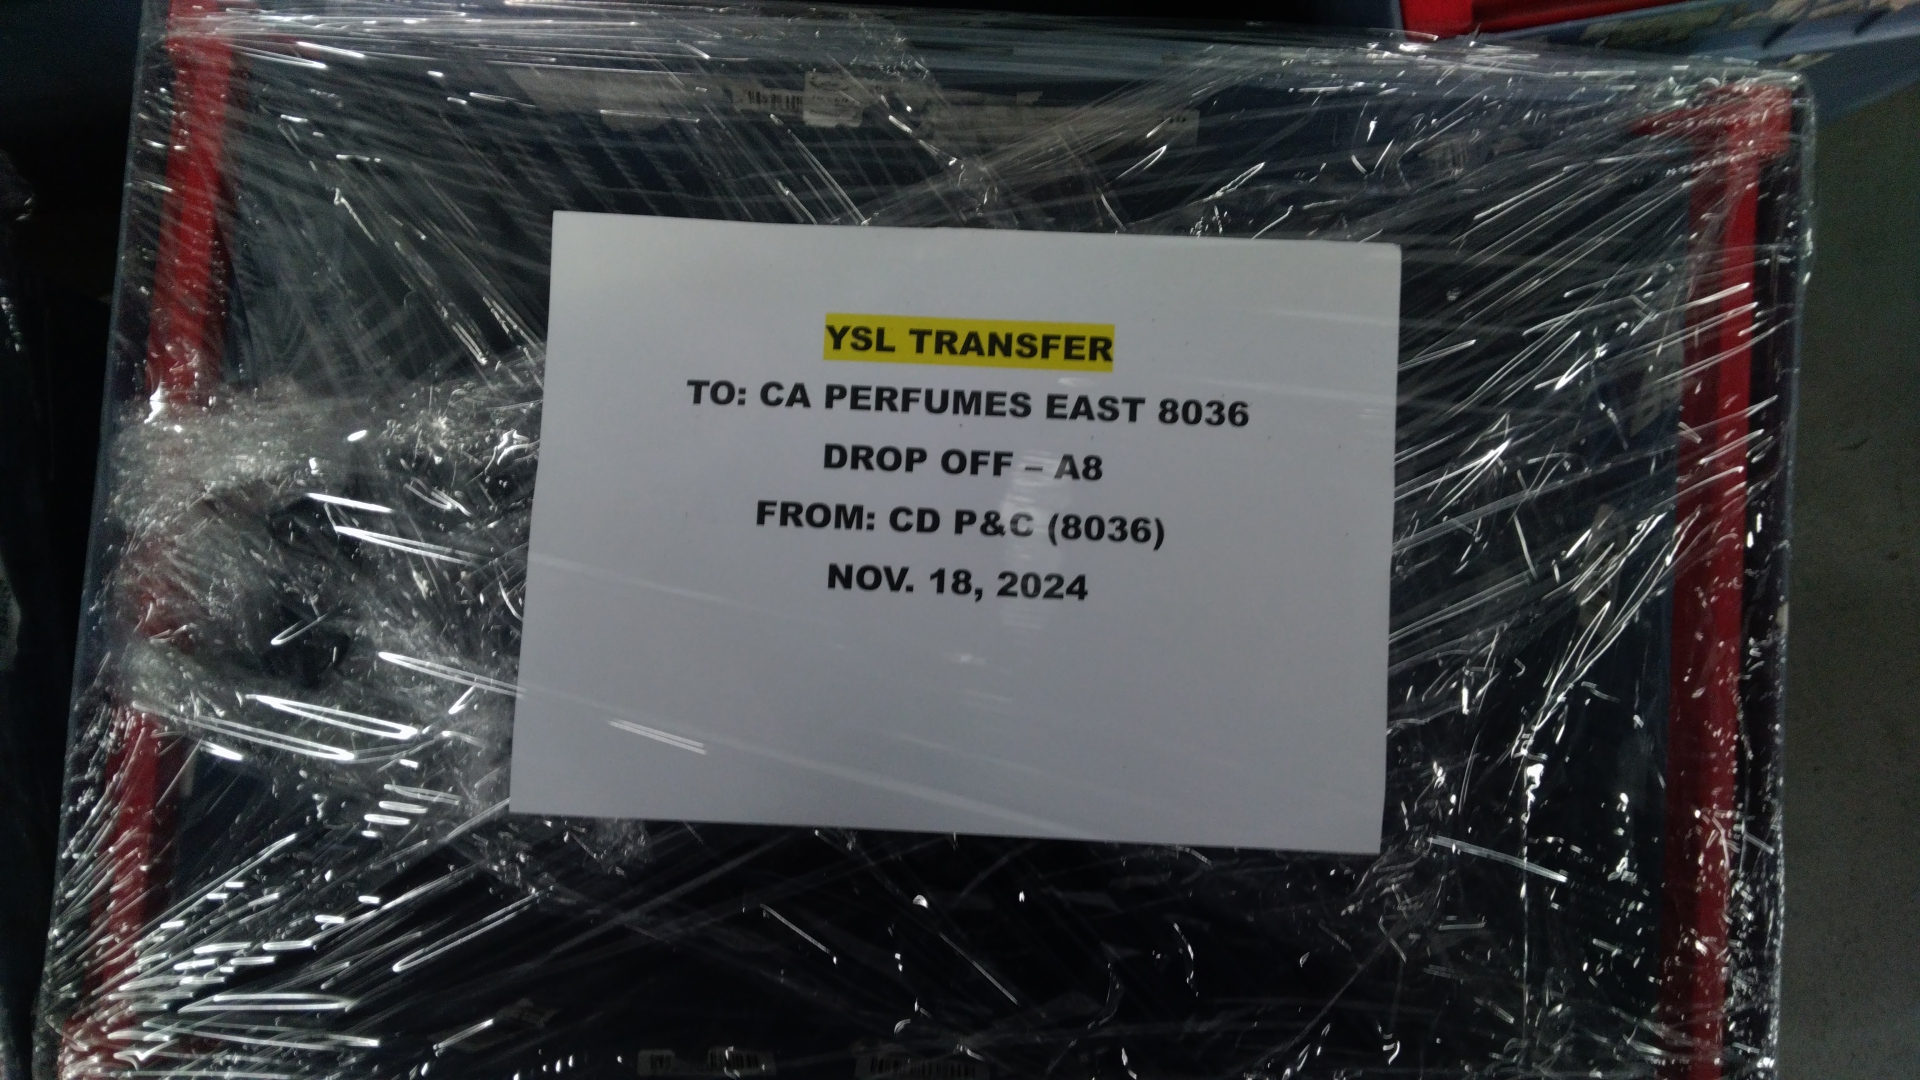 YSL TRANSFER
TO: CA PERFUMES EAST 8036
DROP OFF – A8
FROM: CD P&C (8036)
NOV. 18, 2024